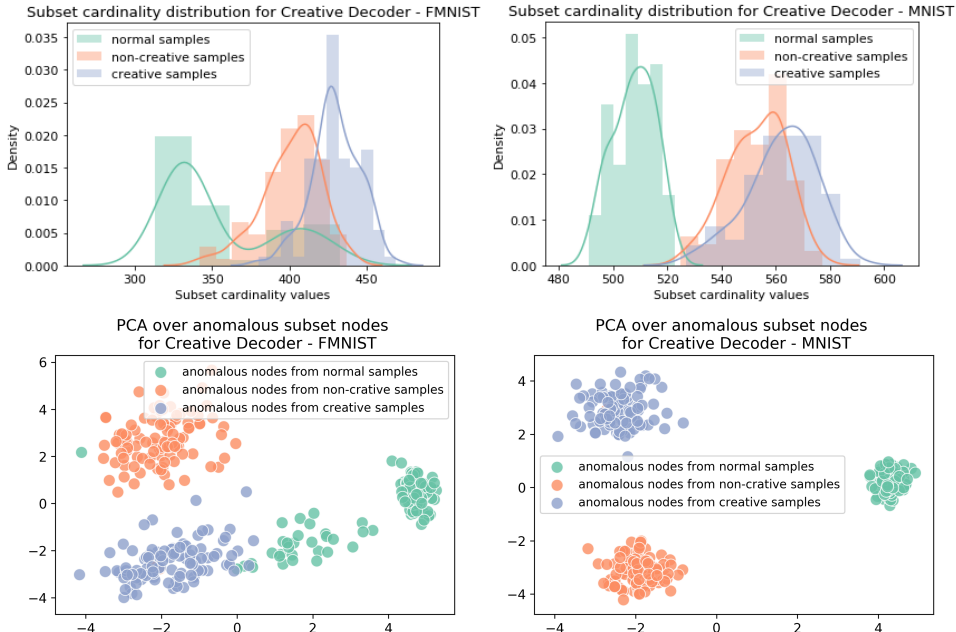 Subset cardinality distribution for Creative Decoder - FMNIST
0.035
0.030
0.025
0.020
0.015
0.010
0.005
0.000
Density
normal samples
non-creative samples
creative samples
300
350
400
450
Subset cardinality values
Subset cardinality distribution for Creative Decoder - MNIST
0.05
0.04
0.03
0.02
0.01
0.00
Density
normal samples
non-creative samples
creative samples
480
500
520
540
560
580
600
Subset cardinality values
PCA over anomalous subset nodes
for Creative Decoder - FMNIST
6
4
2
0
−2
−4
anomalous nodes from normal samples
anomalous nodes from non-crative samples
anomalous nodes from creative samples
−4
−2
0
2
4
PCA over anomalous subset nodes
for Creative Decoder - MNIST
4
2
0
−2
−4
anomalous nodes from normal samples
anomalous nodes from non-crative samples
anomalous nodes from creative samples
−4
−2
0
2
4